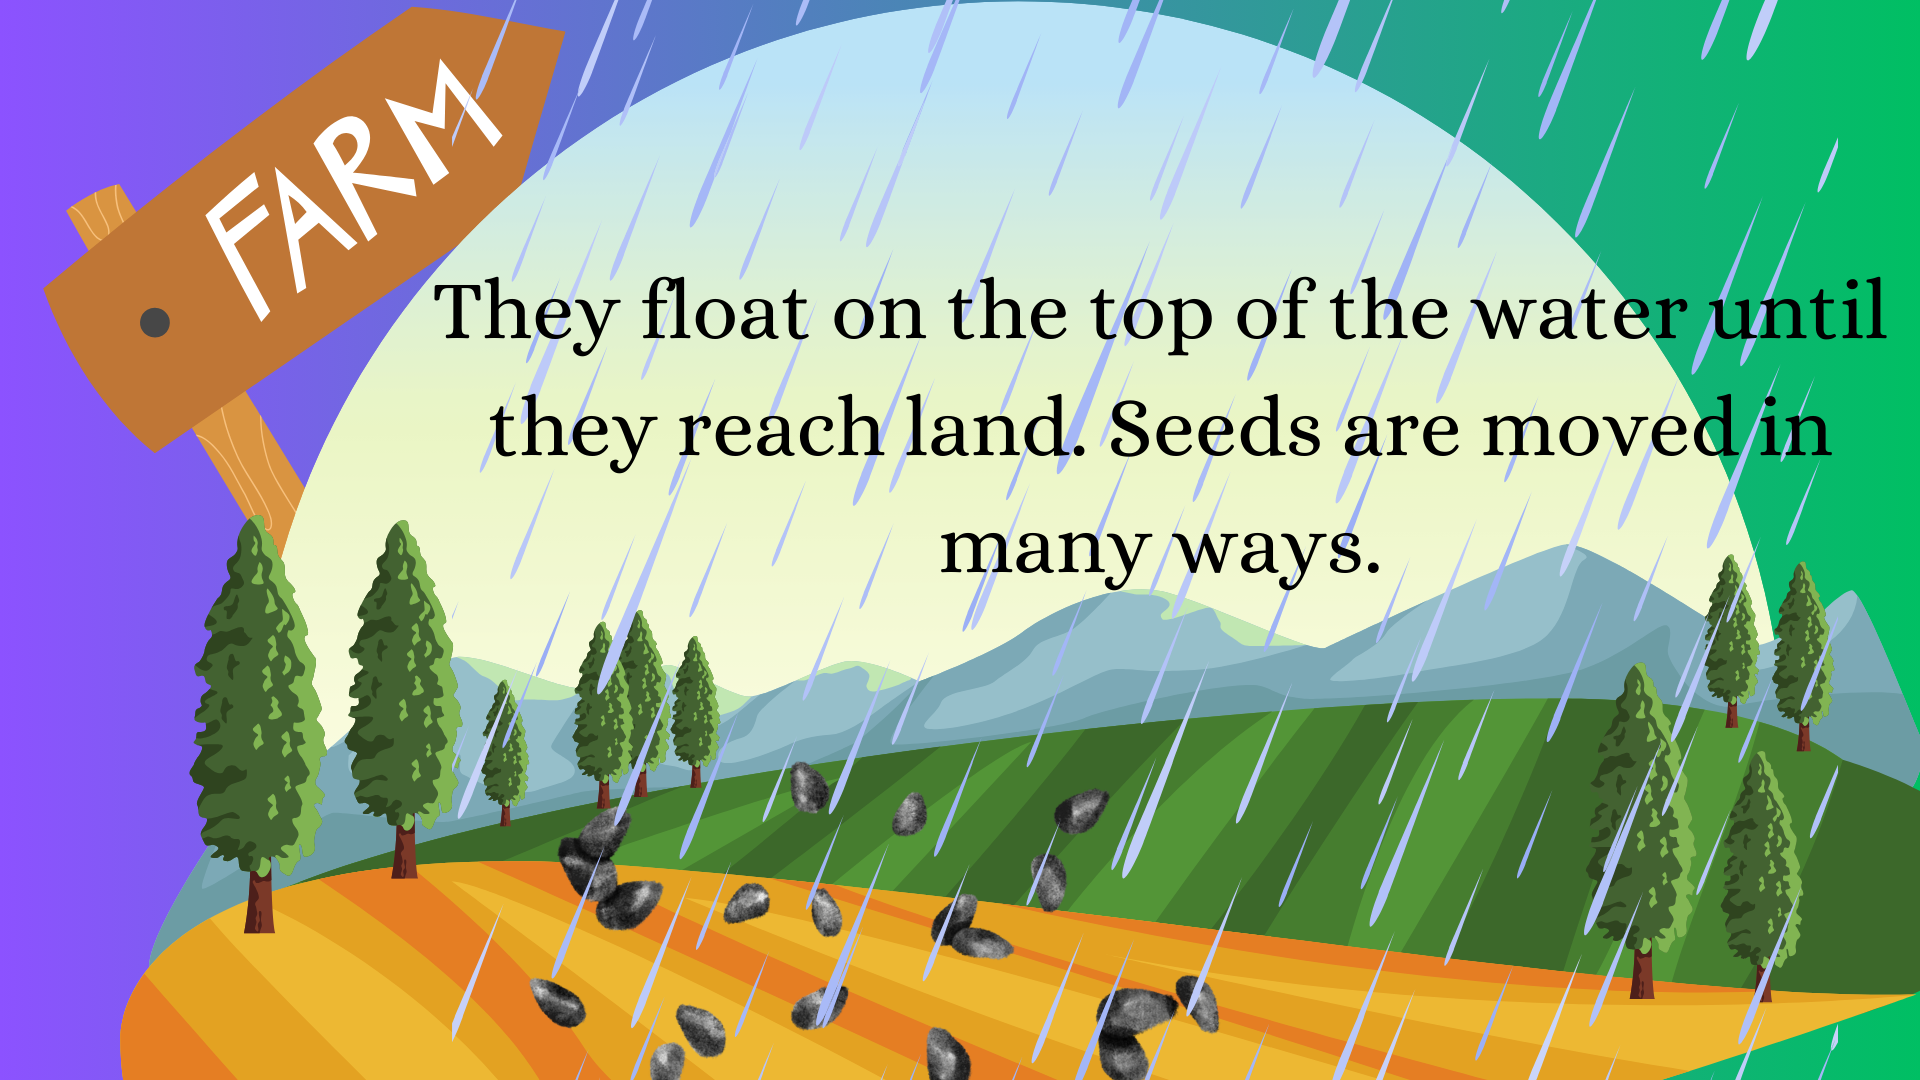 FARM
They float on the top of the water until
they reach land. Seeds are moved in
many ways.